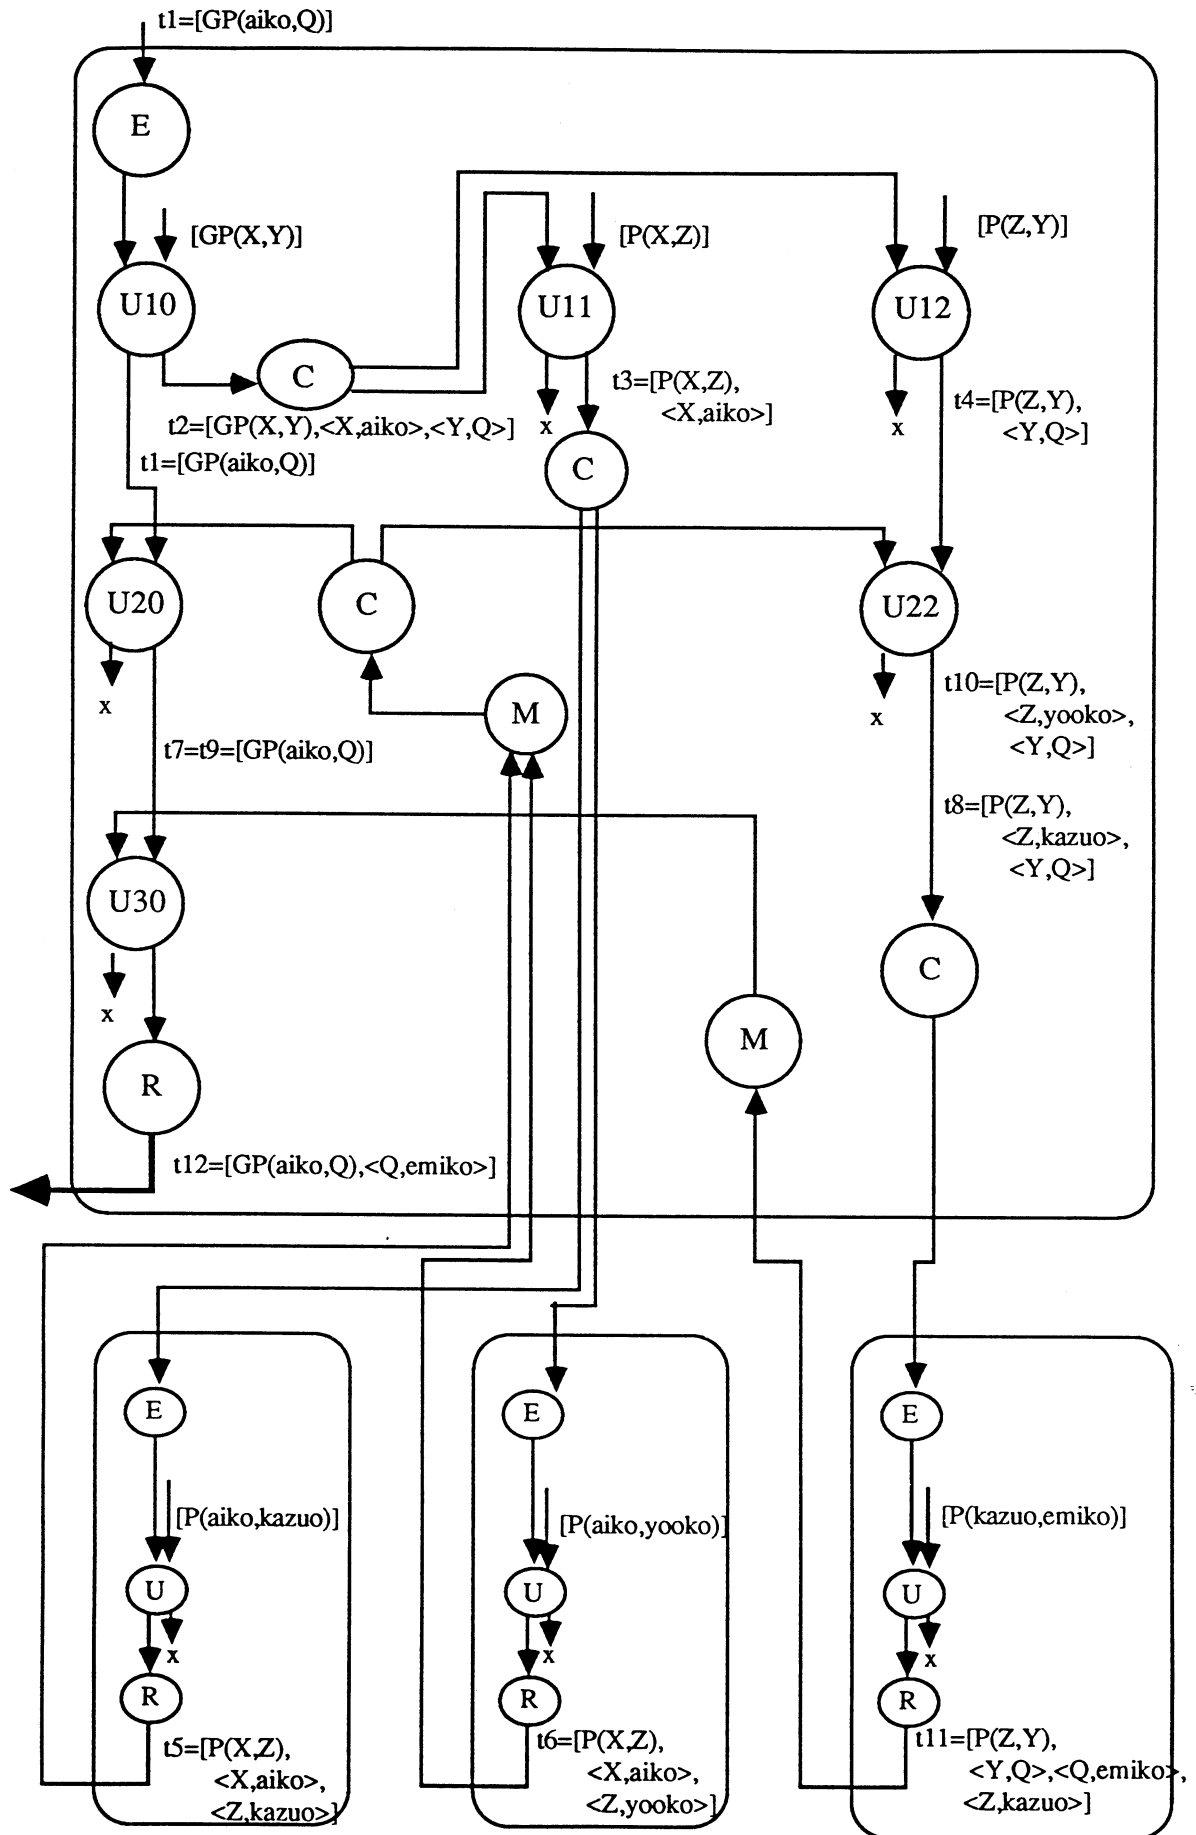 t1=[GP(aiko,Q)]
E
[GP(X,Y)]
[P(X,Z)]
[P(Z,Y)]
U10
U11
U12
C
t3=[P(X,Z),
<X,aiko>]
t4=[P(Z,Y),
<Y,Q>]
t2=[GP(X,Y),<X,aiko>,<Y,Q>]
x
x
t1=[GP(aiko,Q)]
C
U20
C
U22
x
M
x
t10=[P(Z,Y),
<Z,yooko>,
<Y,Q>]
t7=t9=[GP(aiko,Q)]
t8=[P(Z,Y),
<Z,kazuo>,
<Y,Q>]
U30
C
x
M
R
t12=[GP(aiko,Q),<Q,emiko>]
E
E
E
[P(aiko,kazuo)]
[P(aiko,yooko)]
[P(kazuo,emiko)]
U
U
U
x
x
x
R
R
R
t5=[P(X,Z),
<X,aiko>,
<Z,kazuo>]
t6=[P(X,Z),
<X,aiko>,
<Z,yooko>]
t11=[P(Z,Y),
<Y,Q>,<Q,emiko>,
<Z,kazuo>]